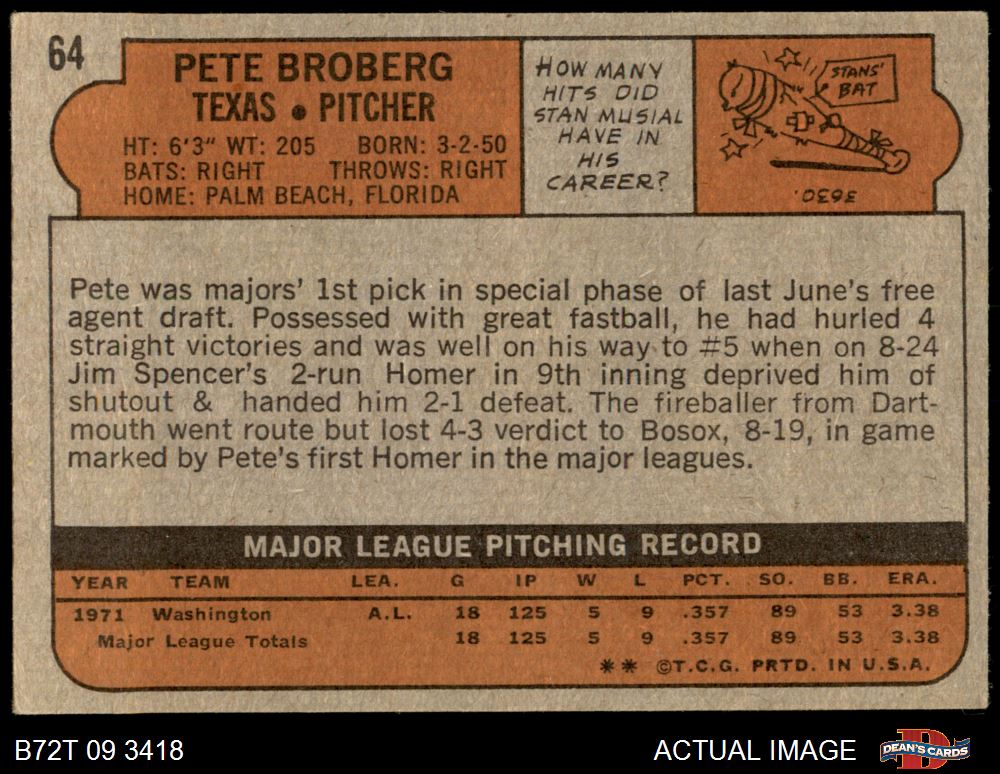 64
PETE BROBERG
TEXAS • PITCHER
HT: 6'3" WT: 205 BORN: 3-2-50
BATS: RIGHT THROWS: RIGHT
HOME: PALM BEACH, FLORIDA
HOW MANY
HITS DID
STAN MUSIAL
HAVE IN
HIS
CAREER?
STANS'
BAT
3630.
Pete was majors' 1st pick in special phase of last June's free
agent draft. Possessed with great fastball, he had hurled 4
straight victories and was well on his way to #5 when on 8-24
Jim Spencer's 2-run Homer in 9th inning deprived him of
shutout & handed him 2-1 defeat. The fireballer from Dart-
mouth went route but lost 4-3 verdict to Bosox, 8-19, in game
marked by Pete's first Homer in the major leagues.
MAJOR LEAGUE PITCHING RECORD
YEAR TEAM LEA. G IP W L PCT. SO. BB. ERA.
1971 Washington A.L. 18 125 5 9 .357 89 53 3.38
Major League Totals 18 125 5 9 .357 89 53 3.38
** ©T.C.G. PRTD. IN U.S.A.
B72T 09 3418
ACTUAL IMAGE
DEAN'S CARDS